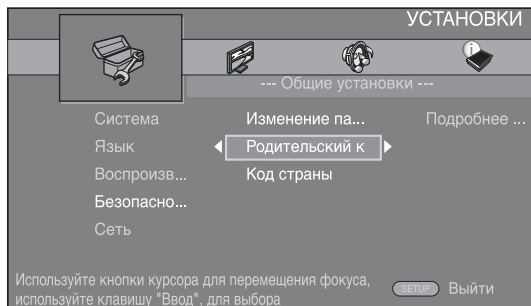 УСТАНОВКИ
--- Общие установки ---
Система
Язык
Воспроизв...
Безопасно...
Сеть
Изменение па...
Родительский к
Код страны
Подробнее ...
Используйте кнопки курсора для перемещения фокуса,
используйте клавишу "Ввод", для выбора
SETUP Выйти